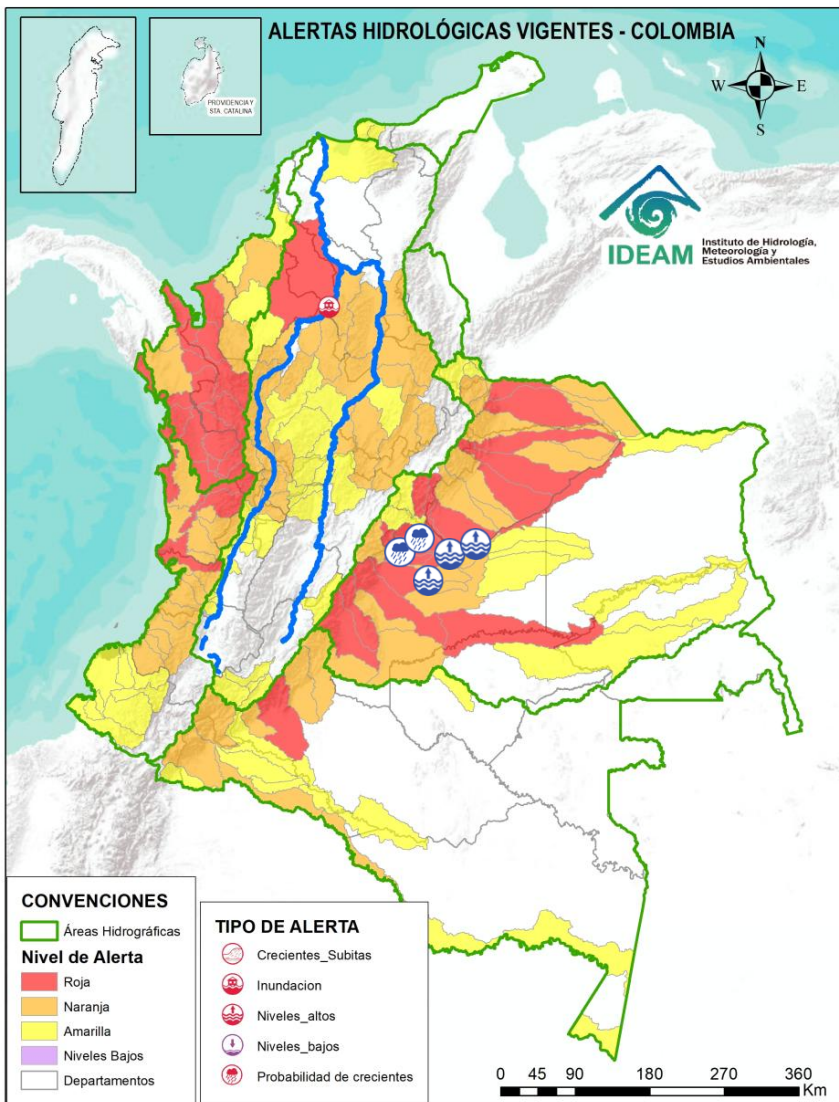 ALERTAS HIDROLÓGICAS VIGENTES - COLOMBIA
PROVIDENCIA Y
STA. CATALINA
N
W
E
S
IDEAM
Instituto de Hidrología,
Meteorología y
Estudios Ambientales
CONVENCIONES
Áreas Hidrográficas
Nivel de Alerta
Roja
Naranja
Amarilla
Niveles Bajos
Departamentos
TIPO DE ALERTA
Crecientes_Subitas
Inundacion
Niveles_altos
Niveles_bajos
Probabilidad de crecientes
0 45 90 180 270 360
Km